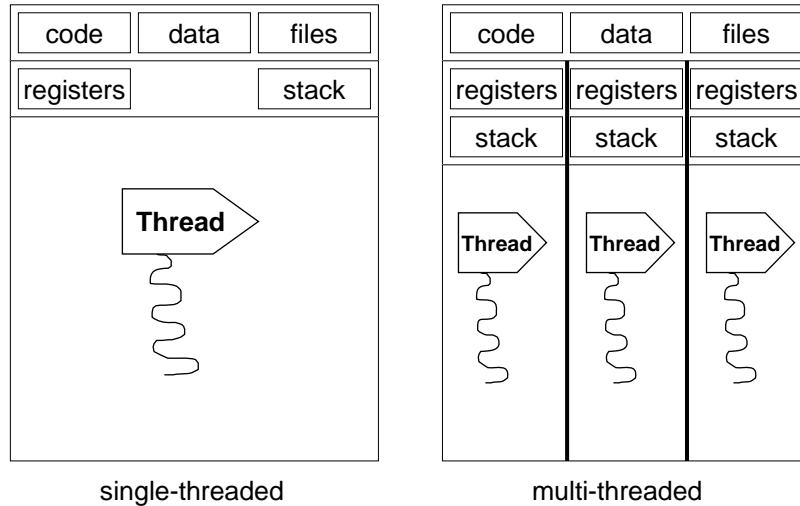 code data files
registers stack
Thread
single-threaded
code data files
registers registers registers
stack stack stack
Thread Thread Thread
multi-threaded